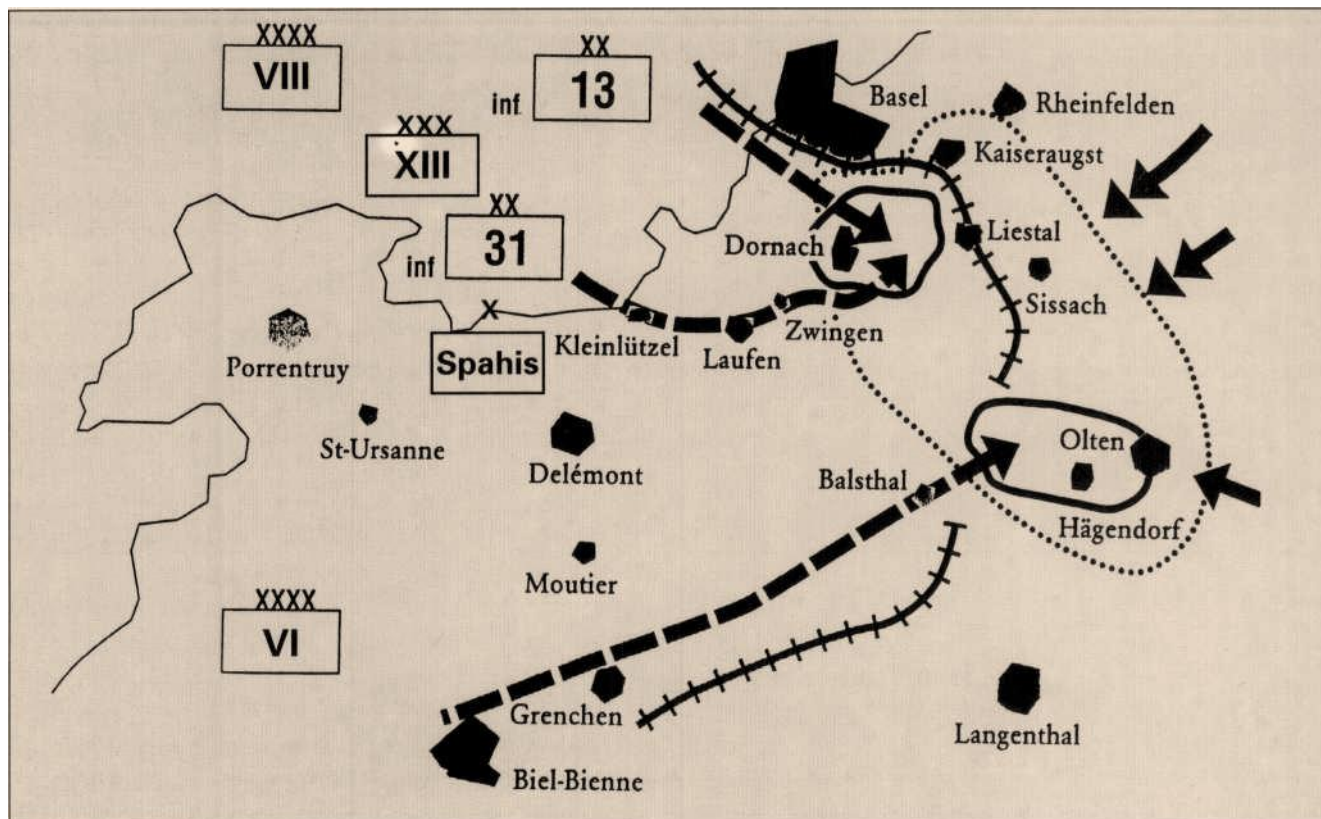 XXXX
VIII
XX
inf 13
XXX
XIII
XX
inf 31
X
Spahis
Basel
Rheinfelden
Kaiseraugst
Dornach
Liestal
Sissach
Zwingen
Kleinlützel
Laufen
Porrentruy
St-Ursanne
Delémont
Olten
Balsthal
Hägendorf
Moutier
XXXX
VI
Grenchen
Langenthal
Biel-Bienne